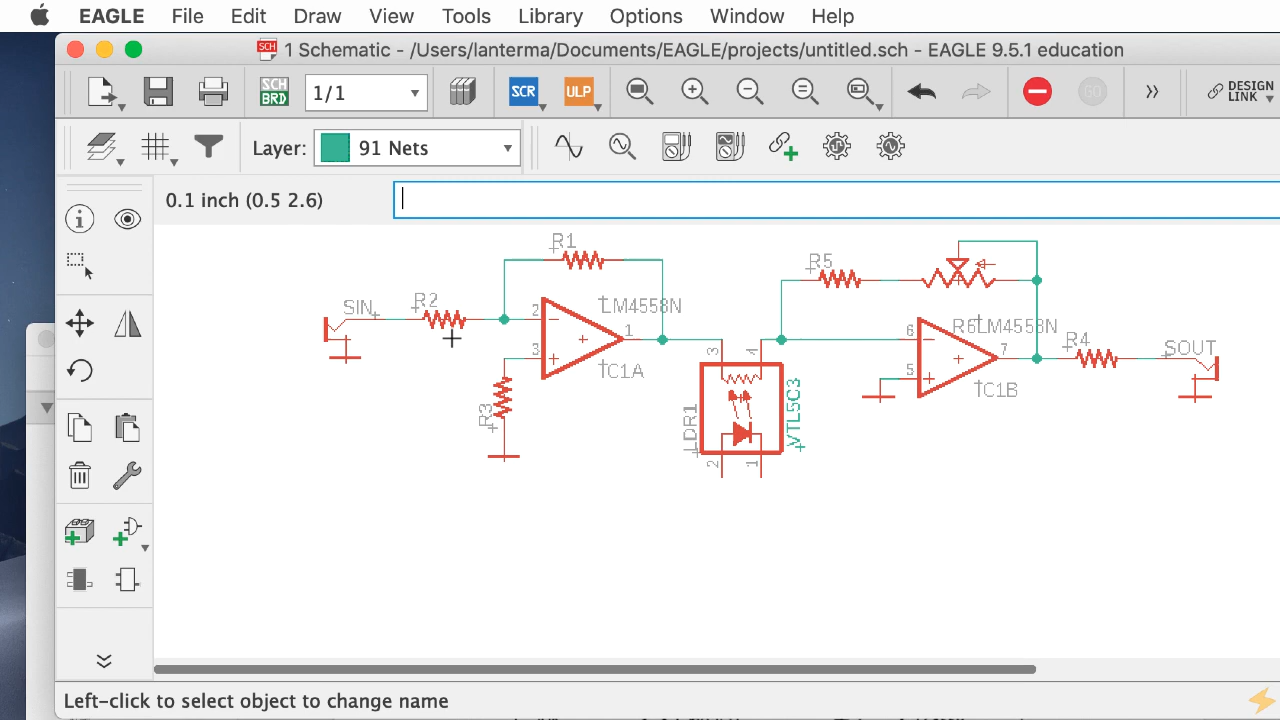 EAGLE File Edit Draw View Tools Library Options Window Help
SCH 1 Schematic - /Users/lanterma/Documents/EAGLE/projects/untitled.sch - EAGLE 9.5.1 education
SCH BRD 1/1 SCR ULP DESIGN LINK
Layer: 91 Nets
0.1 inch (0.5 2.6)
R1
R5
SIN R2 2 1 LM4558N
3 IC1A
6 R6LM4558N R4
5 7 SOUT
IC1B
R3
3 4
LDR1 VTL5C3
2 1
Left-click to select object to change name